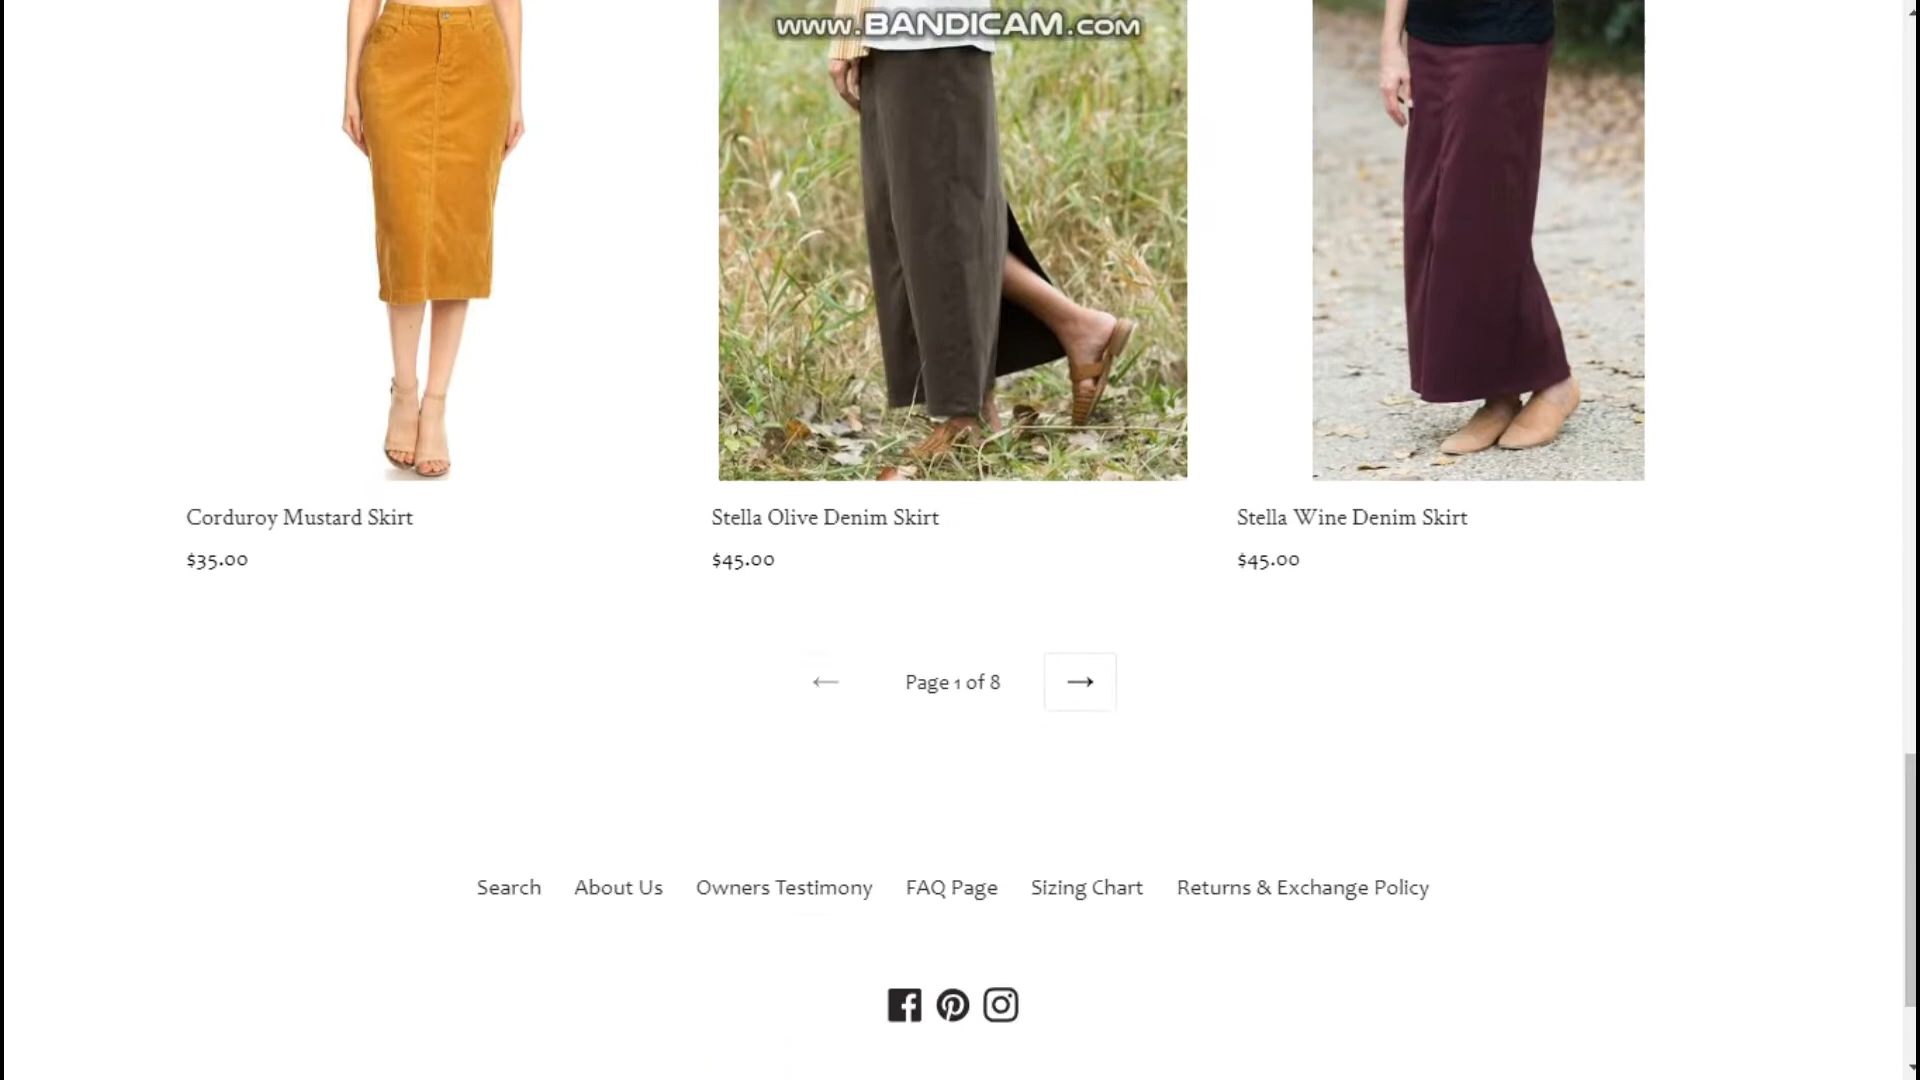 www.BANDICAM.com
Corduroy Mustard Skirt
Stella Olive Denim Skirt
Stella Wine Denim Skirt
$35.00
$45.00
$45.00
← Page 1 of 8 →
Search About Us Owners Testimony FAQ Page Sizing Chart Returns & Exchange Policy